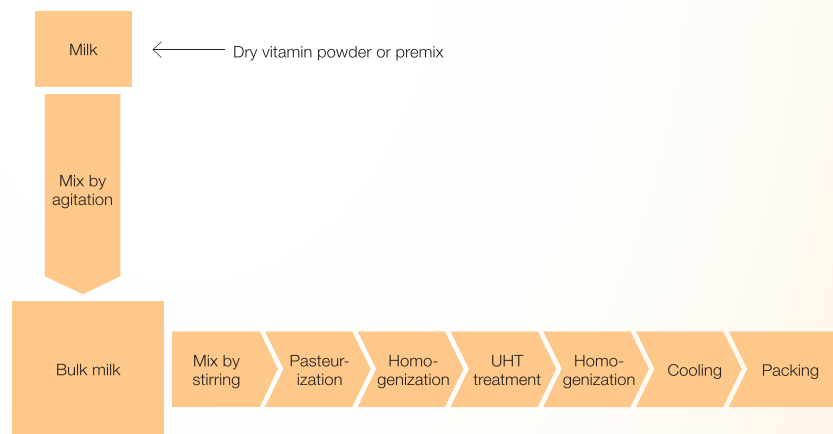 Milk
Dry vitamin powder or premix
Mix by
agitation
Bulk milk
Mix by
stirring
Pasteur-
ization
Homo-
genization
UHT
treatment
Homo-
genization
Cooling
Packing